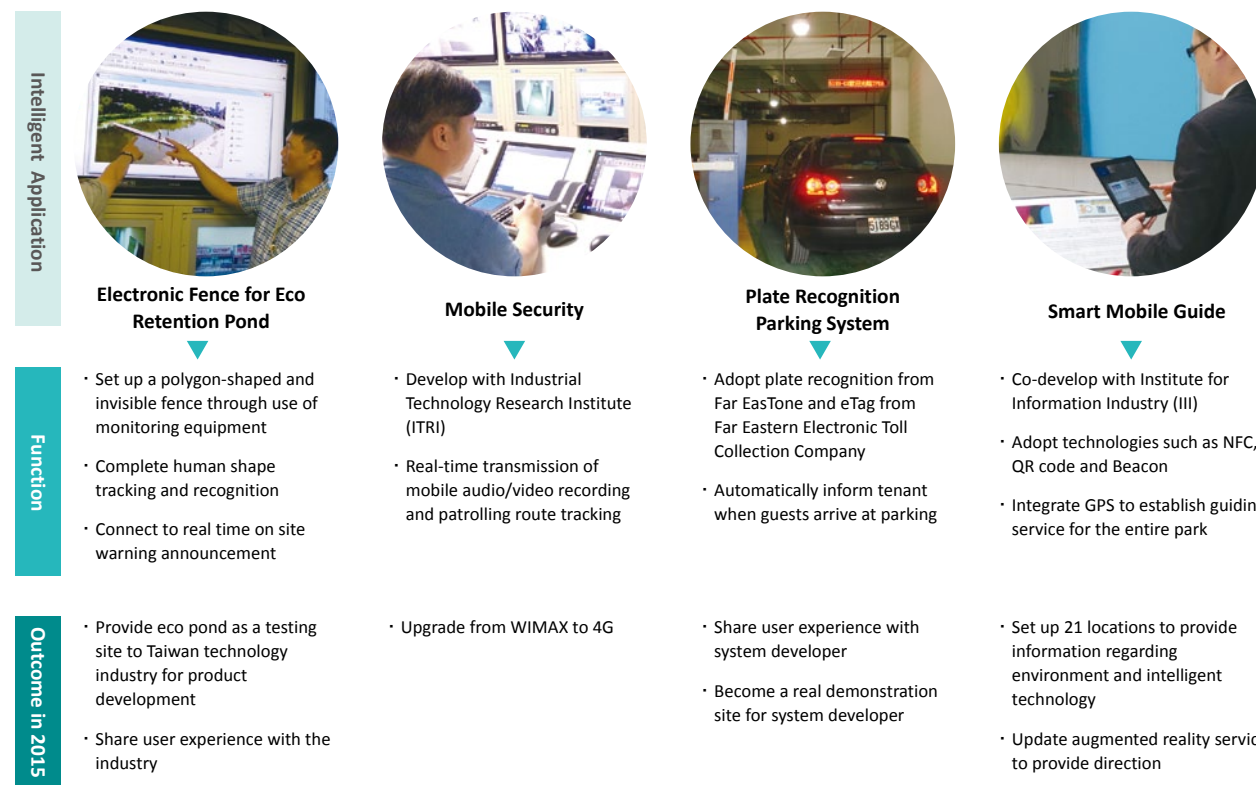 Intelligent Application
Electronic Fence for Eco
Retention Pond
Mobile Security
Plate Recognition
Parking System
Smart Mobile Guide
Function
· Set up a polygon-shaped and
invisible fence through use of
monitoring equipment
· Complete human shape
tracking and recognition
· Connect to real time on site
warning announcement
· Develop with Industrial
Technology Research Institute
(ITRI)
· Real-time transmission of
mobile audio/video recording
and patrolling route tracking
· Adopt plate recognition from
Far EasTone and eTag from
Far Eastern Electronic Toll
Collection Company
· Automatically inform tenant
when guests arrive at parking
· Co-develop with Institute for
Information Industry (III)
· Adopt technologies such as NFC,
QR code and Beacon
· Integrate GPS to establish guidin
service for the entire park
Outcome in 2015
· Provide eco pond as a testing
site to Taiwan technology
industry for product
development
· Share user experience with the
industry
· Upgrade from WIMAX to 4G
· Share user experience with
system developer
· Become a real demonstration
site for system developer
· Set up 21 locations to provide
information regarding
environment and intelligent
technology
· Update augmented reality servic
to provide direction